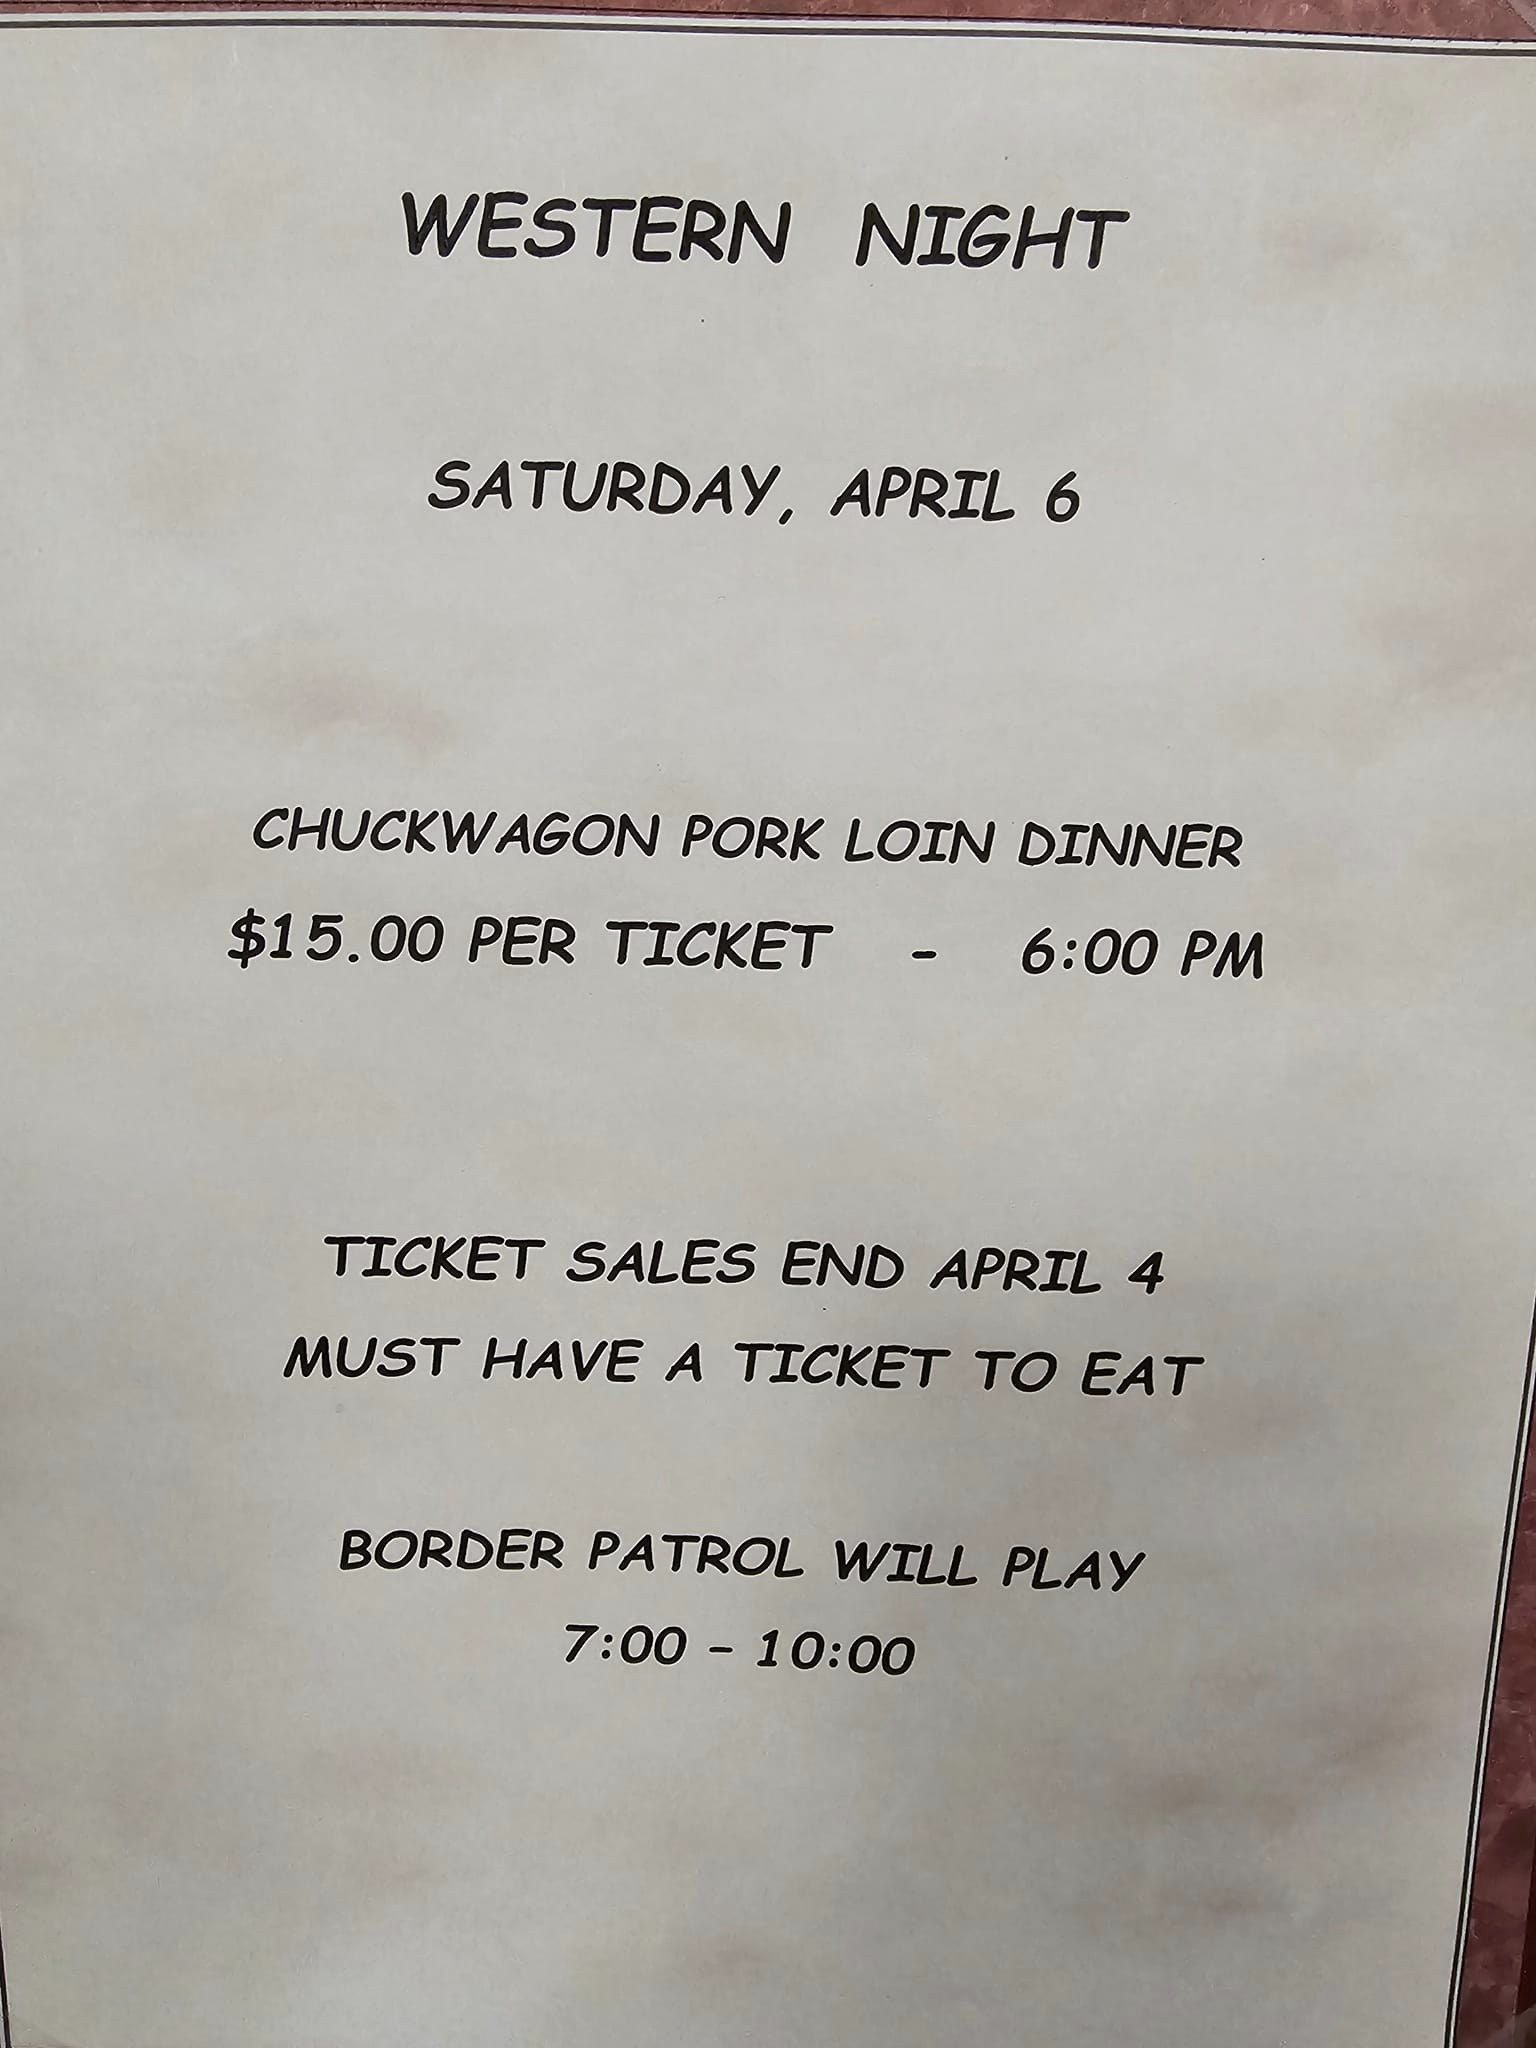 WESTERN NIGHT
SATURDAY, APRIL 6
CHUCKWAGON PORK LOIN DINNER
$15.00 PER TICKET - 6:00 PM
TICKET SALES END APRIL 4
MUST HAVE A TICKET TO EAT
BORDER PATROL WILL PLAY
7:00 - 10:00